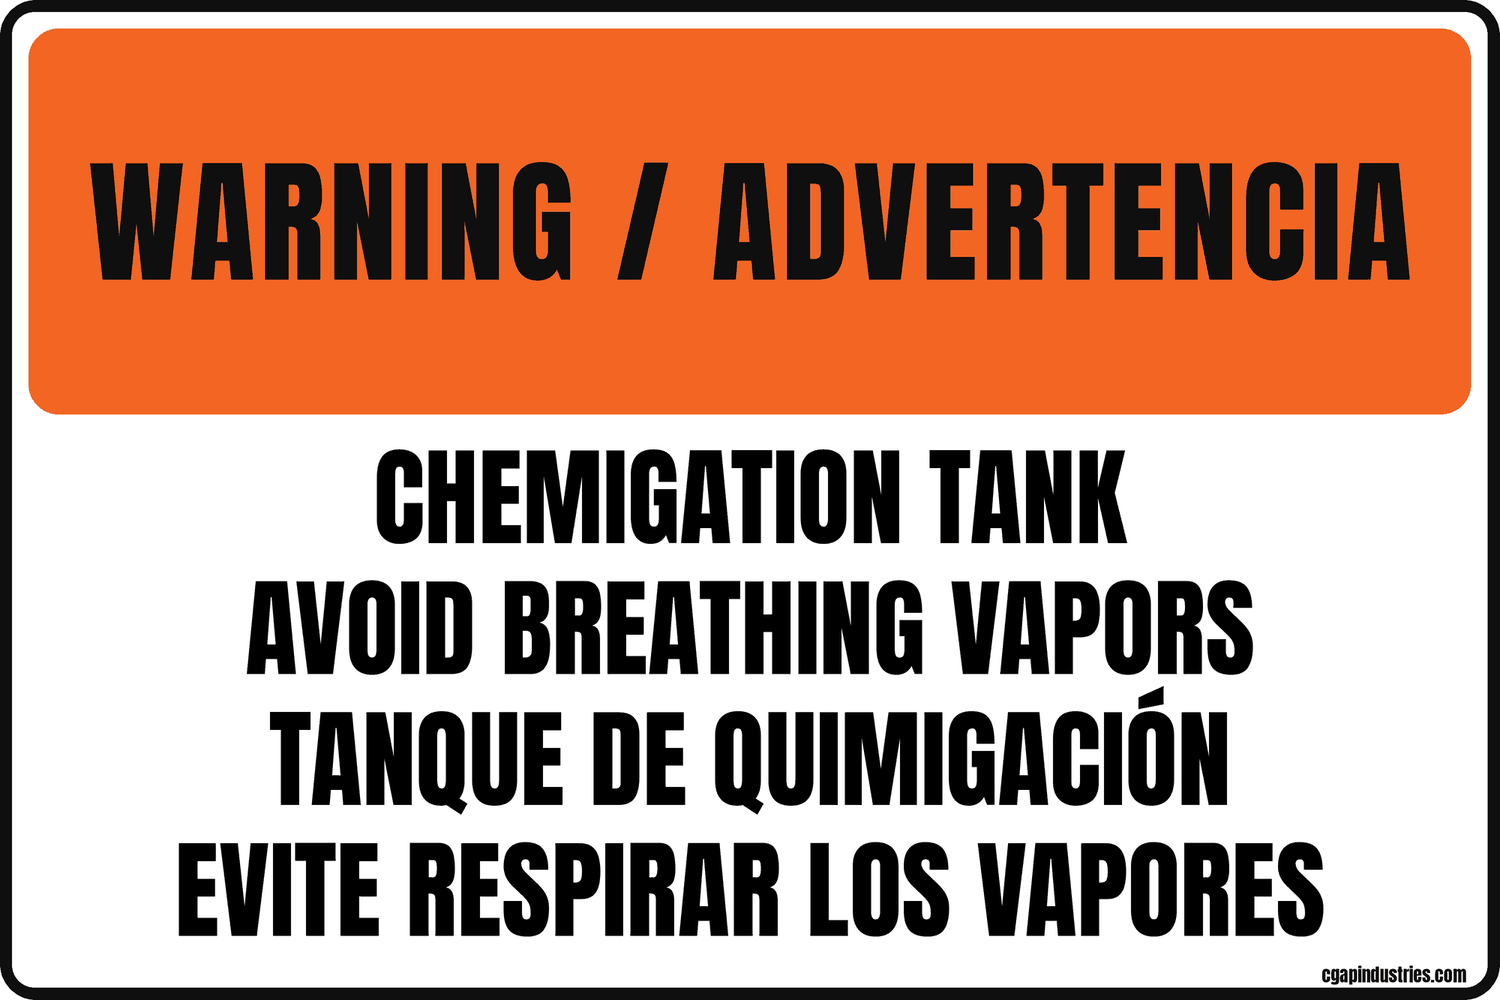 WARNING / ADVERTENCIA
CHEMIGATION TANK
AVOID BREATHING VAPORS
TANQUE DE QUIMIGACIÓN
EVITE RESPIRAR LOS VAPORES
cgapindustries.com